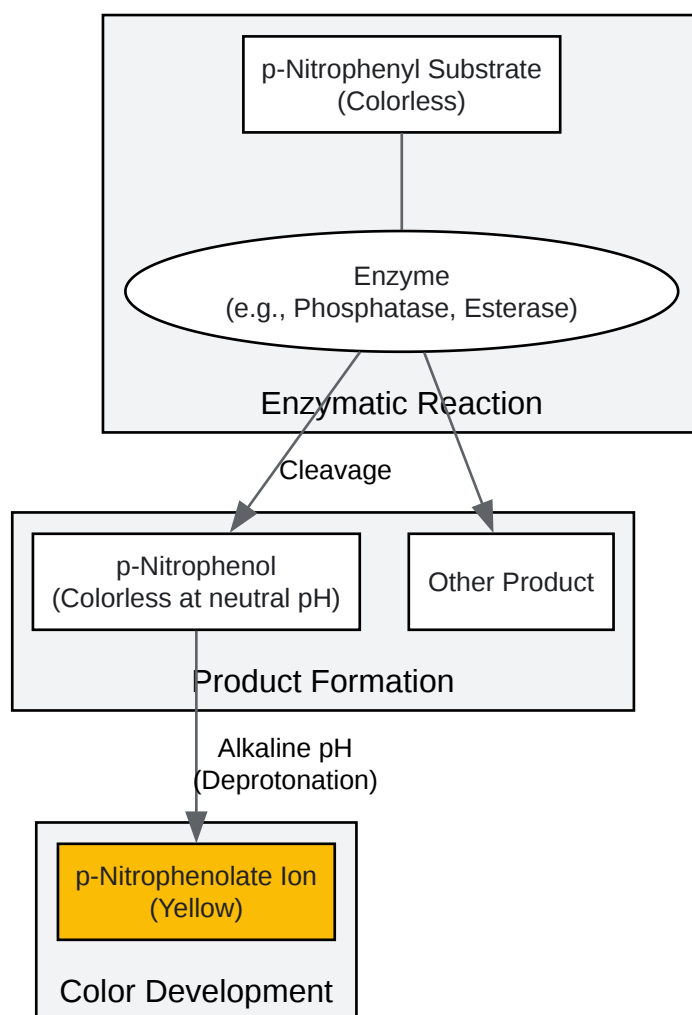 p-Nitrophenyl Substrate
(Colorless)
Enzyme
(e.g., Phosphatase, Esterase)
Enzymatic Reaction
Cleavage
p-Nitrophenol
(Colorless at neutral pH)
Other Product
Product Formation
Alkaline pH
(Deprotonation)
p-Nitrophenolate Ion
(Yellow)
Color Development